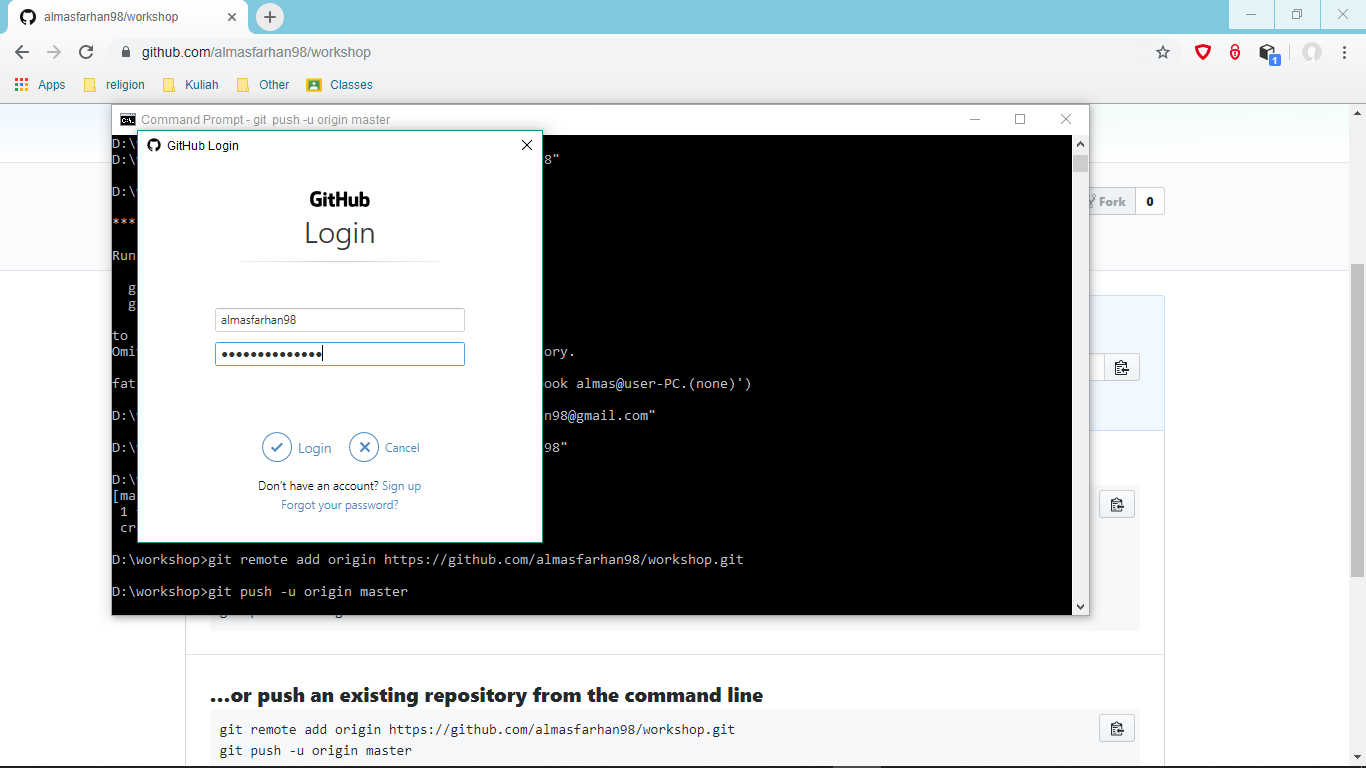 almasfarhan98/workshop
github.com/almasfarhan98/workshop
Apps
religion
Kuliah
Other
Classes
1
Command Prompt - git push -u origin master
D:\
D:\ 8"
D:\
GitHub Login
GitHub
Login
***
Run
g
g
to
Omi ory.
fat ook almas@user-PC.(none)')
D:\ n98@gmail.com"
D:\ 98"
D:\
[ma
1
cr
almasfarhan98
••••••••••••••
Login
Cancel
Don't have an account? Sign up
Forgot your password?
D:\workshop>git remote add origin https://github.com/almasfarhan98/workshop.git
D:\workshop>git push -u origin master
Fork
0
…or push an existing repository from the command line
git remote add origin https://github.com/almasfarhan98/workshop.git
git push -u origin master